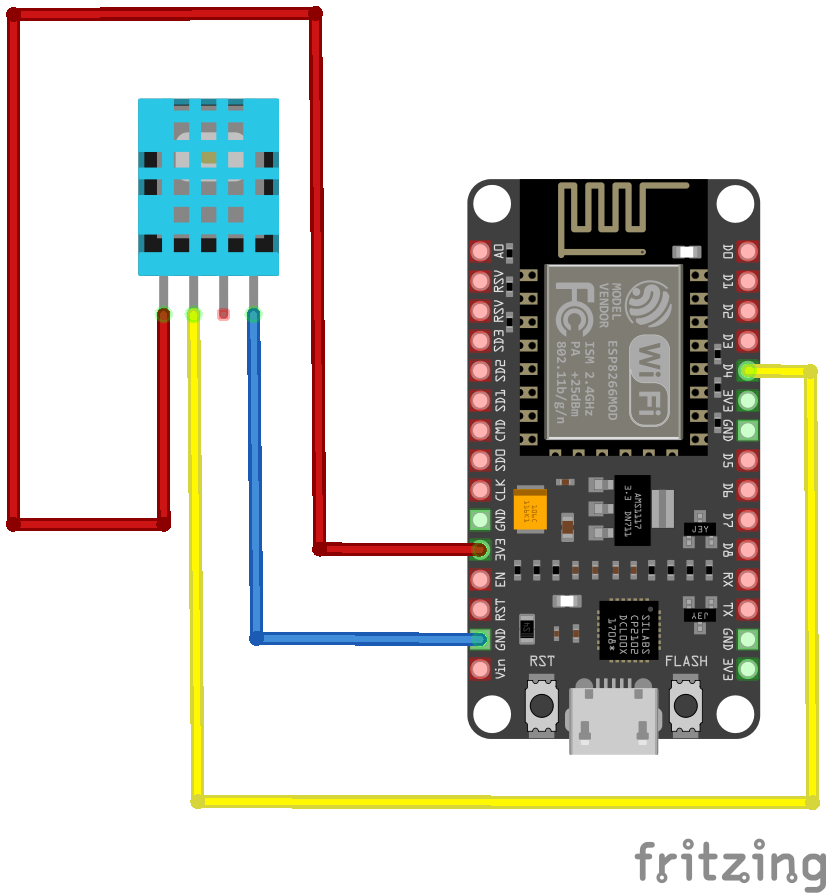 A0
RSV
RSV
SD3
SD2
SD1
CMD
SD0
CLK
GND
3V3
EN
RST
GND
Vin
D0
D1
D2
D3
D4
3V3
GND
D5
D6
D7
D8
RX
TX
GND
3V3
MODEL
VENDOR
ESP8266MOD
FC
WiFi
ISM 2.4GHz
PA +25dBm
802.11b/g/n
AMS1117
3.3 DN711
J3Y
J3Y
SILABS
CP2102
DCL00X
1708*
RST
FLASH
fritzing